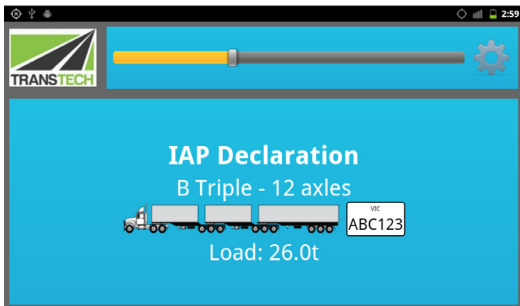 2:59
TRANSTECH
IAP Declaration
B Triple - 12 axles
VIC
ABC123
Load: 26.0t